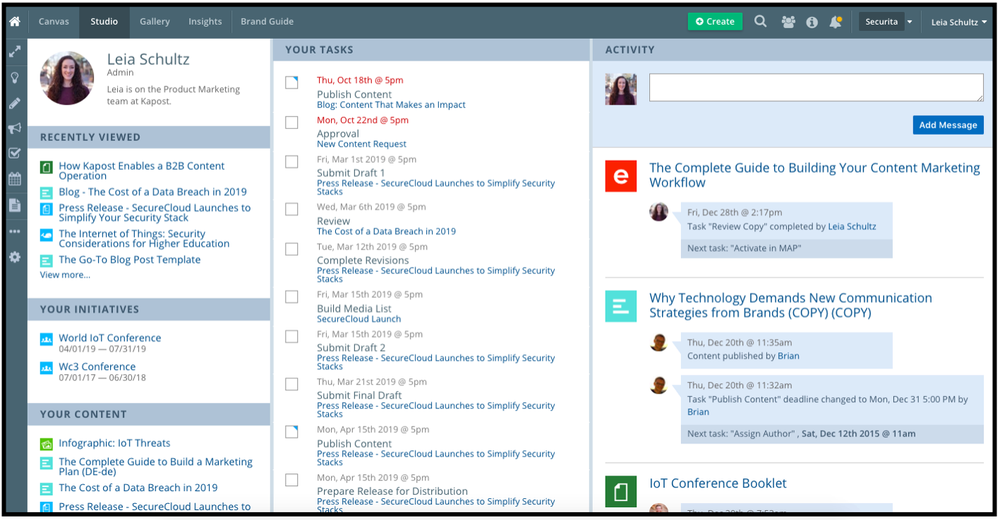 Canvas
Studio
Gallery
Insights
Brand Guide
Create
Securita
Leia Schultz
Leia Schultz
Admin
Leia is on the Product Marketing
team at Kapost.
RECENTLY VIEWED
How Kapost Enables a B2B Content
Operation
Blog - The Cost of a Data Breach in 2019
Press Release - SecureCloud Launches to
Simplify Your Security Stack
The Internet of Things: Security
Considerations for Higher Education
The Go-To Blog Post Template
View more...
YOUR INITIATIVES
World IoT Conference
04/01/19 — 07/31/19
Wc3 Conference
07/01/17 — 06/30/18
YOUR CONTENT
Infographic: IoT Threats
The Complete Guide to Build a Marketing
Plan (DE-de)
The Cost of a Data Breach in 2019
Press Release - SecureCloud Launches to
YOUR TASKS
Thu, Oct 18th @ 5pm
Publish Content
Blog: Content That Makes an Impact
Mon, Oct 22nd @ 5pm
Approval
New Content Request
Fri, Mar 1st 2019 @ 5pm
Submit Draft 1
Press Release - SecureCloud Launches to Simplify Security
Stacks
Wed, Mar 6th 2019 @ 5pm
Review
The Cost of a Data Breach in 2019
Tue, Mar 12th 2019 @ 5pm
Complete Revisions
Press Release - SecureCloud Launches to Simplify Security
Stacks
Fri, Mar 15th 2019 @ 5pm
Build Media List
SecureCloud Launch
Fri, Mar 15th 2019 @ 5pm
Submit Draft 2
Press Release - SecureCloud Launches to Simplify Security
Stacks
Thu, Mar 21st 2019 @ 5pm
Submit Final Draft
Press Release - SecureCloud Launches to Simplify Security
Stacks
Mon, Apr 15th 2019 @ 5pm
Publish Content
Press Release - SecureCloud Launches to Simplify Security
Stacks
Mon, Apr 15th 2019 @ 5pm
Prepare Release for Distribution
Press Release - SecureCloud Launches to Simplify Security
Stacks
ACTIVITY
Add Message
e
The Complete Guide to Building Your Content Marketing
Workflow
Fri, Dec 28th @ 2:17pm
Task "Review Copy" completed by Leia Schultz
Next task: "Activate in MAP"
Why Technology Demands New Communication
Strategies from Brands (COPY) (COPY)
Thu, Dec 20th @ 11:35am
Content published by Brian
Thu, Dec 20th @ 11:32am
Task "Publish Content" deadline changed to Mon, Dec 31 5:00 PM by
Brian
Next task: "Assign Author" , Sat, Dec 12th 2015 @ 11am
IoT Conference Booklet
Thu, Dec 20th @ 7:53am